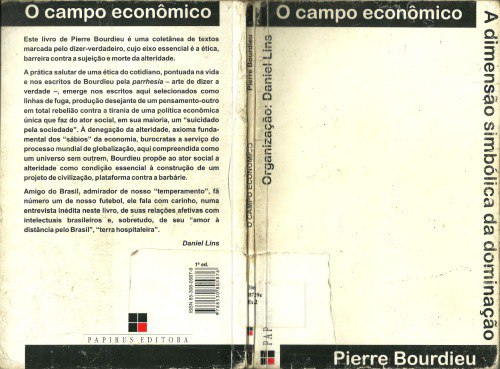 O campo econômico
Este livro de Pierre Bourdieu é uma coletânea de textos
marcada pelo dizer-verdadeiro, cujo eixo essencial é a ética,
barreira contra a sujeição e morte da alteridade.
A prática salutar de uma ética do cotidiano, pontuada na vida
e nos escritos de Bourdieu pela parrhesia – arte de dizer a
verdade –, emerge nos escritos aqui selecionados como
linhas de fuga, produção desejante de um pensamento-outro
em total rebelião contra a tirania de uma política econômica
única que faz do ator social, em sua maioria, um "suicidado
pela sociedade". A denegação da alteridade, axioma funda-
mental dos "sábios" da economia, burocratas a serviço do
processo mundial de globalização, aqui compreendida como
um universo sem outrem, Bourdieu propõe ao ator social a
alteridade como condição essencial à construção de um
projeto de civilização, plataforma contra a barbárie.
Amigo do Brasil, admirador de nosso "temperamento", fã
número um de nosso futebol, ele fala com carinho, numa
entrevista inédita neste livro, de suas relações afetivas com
intelectuais brasileiros e, sobretudo, de seu "amor à
distância pelo Brasil", "terra hospitaleira".
Daniel Lins
1ª ed.
PAPIRUS EDITORA
Pierre Bourdieu
O CAMPO ECONÔMICO
PAP
O campo econômico
Organização: Daniel Lins
A dimensão simbólica da dominação
Pierre Bourdieu